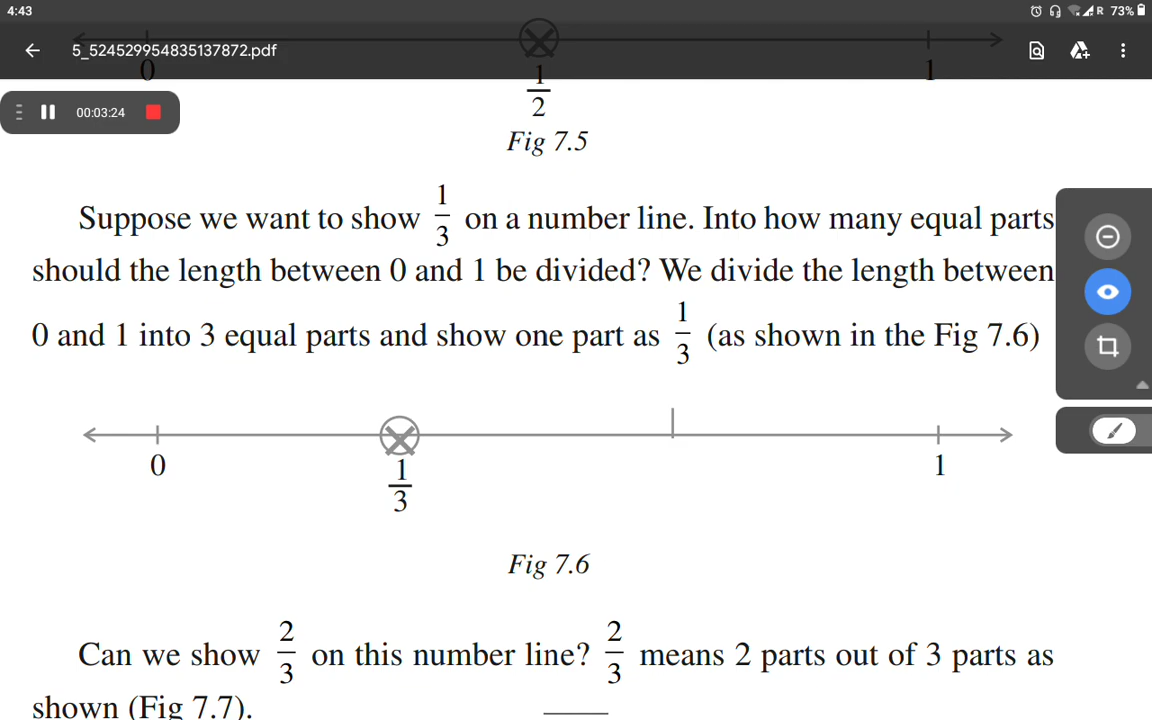 4:43
R 73%
5_524529954835137872.pdf
0 1/2 1
00:03:24
Fig 7.5
Suppose we want to show 1/3 on a number line. Into how many equal parts
should the length between 0 and 1 be divided? We divide the length between
0 and 1 into 3 equal parts and show one part as 1/3 (as shown in the Fig 7.6)
0 1/3 1
Fig 7.6
Can we show 2/3 on this number line? 2/3 means 2 parts out of 3 parts as
shown (Fig 7.7).